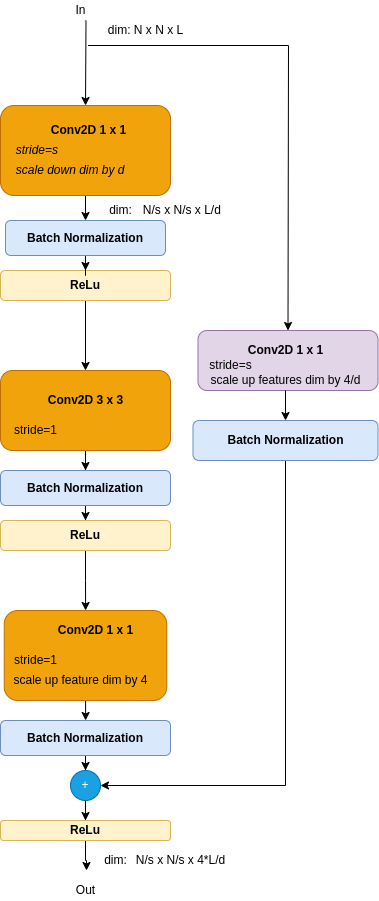 In
dim: N x N x L
Conv2D 1 x 1
stride=s
scale down dim by d
dim: N/s x N/s x L/d
Batch Normalization
ReLu
Conv2D 3 x 3
stride=1
Batch Normalization
ReLu
Conv2D 1 x 1
stride=1
scale up feature dim by 4
Batch Normalization
Conv2D 1 x 1
stride=s
scale up features dim by 4/d
Batch Normalization
+
ReLu
dim: N/s x N/s x 4*L/d
Out